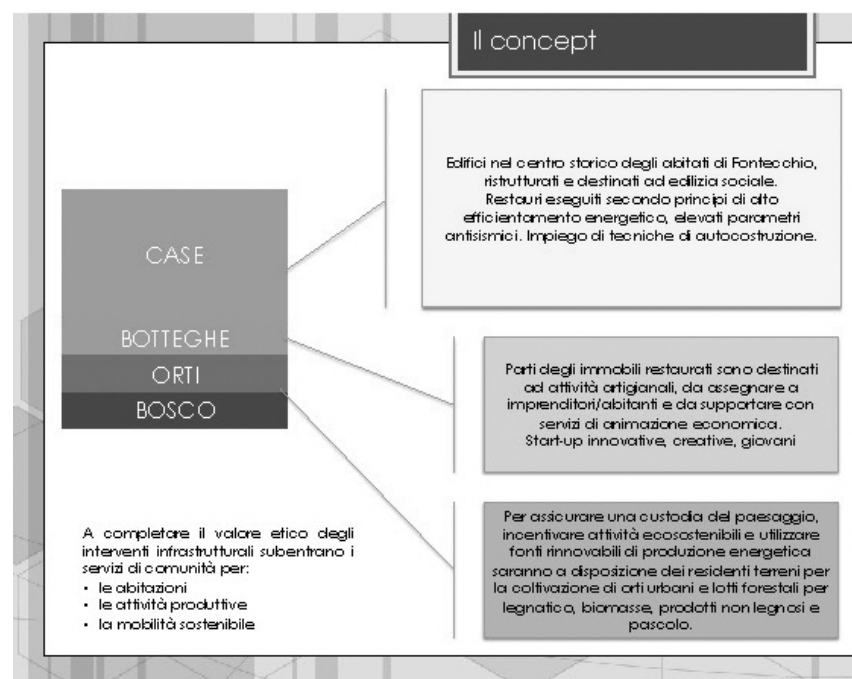 Il concept
Edifici nel centro storico degli abitati di Fontecchio,
ristrutturati e destinati ad edilizia sociale.
Restauri eseguiti secondo principi di alto
efficientamento energetico, elevati parametri
antisismici. Impiego di tecniche di autocostruzione.
CASE
BOTTEGHE
ORTI
BOSCO
Parti degli immobili restaurati sono destinati
ad attività artigianali, da assegnare a
imprenditori/abitanti e da supportare con
servizi di animazione economica.
Start-up innovative, creative, giovani
A completare il valore etico degli
interventi infrastrutturali subentrano i
servizi di comunità per:
• le abitazioni
• le attività produttive
• la mobilità sostenibile
Per assicurare una custodia del paesaggio,
incentivare attività ecosostenibili e utilizzare
fonti rinnovabili di produzione energetica
saranno a disposizione dei residenti terreni per
la coltivazione di orti urbani e lotti forestali per
legnatico, biomasse, prodotti non legnosi e
pascolo.